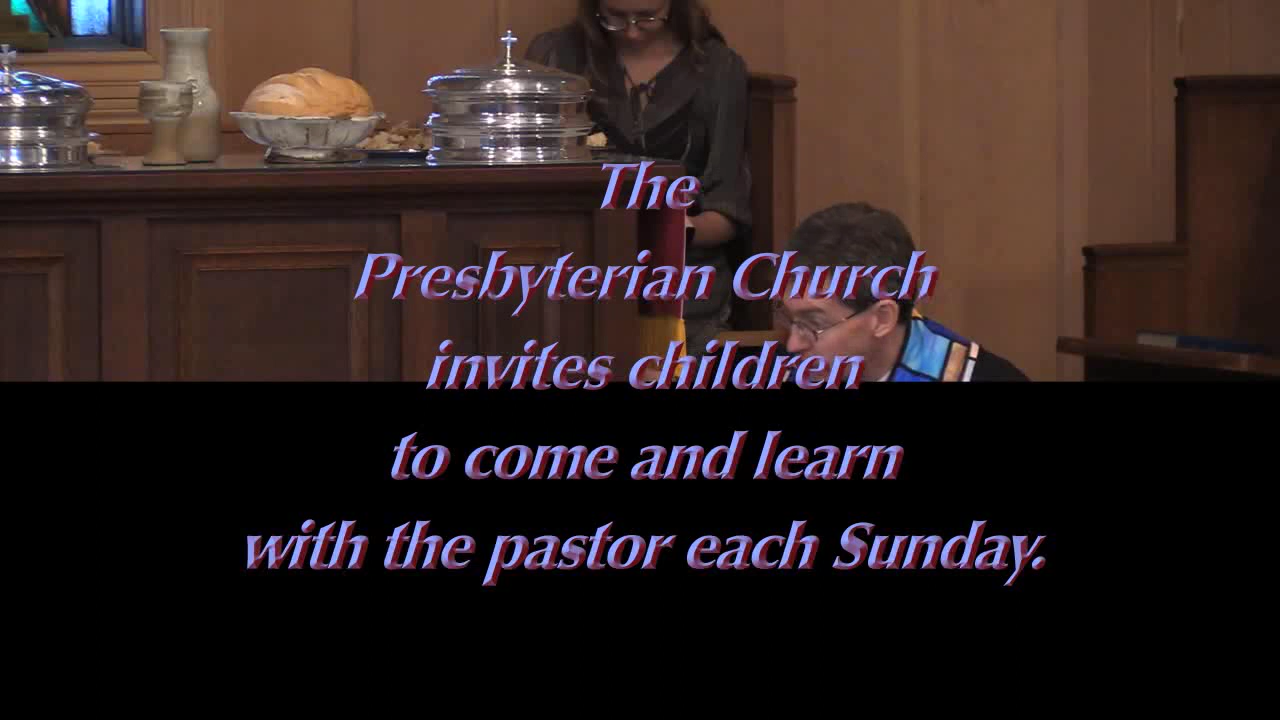 The
Presbyterian Church
invites children
to come and learn
with the pastor each Sunday.